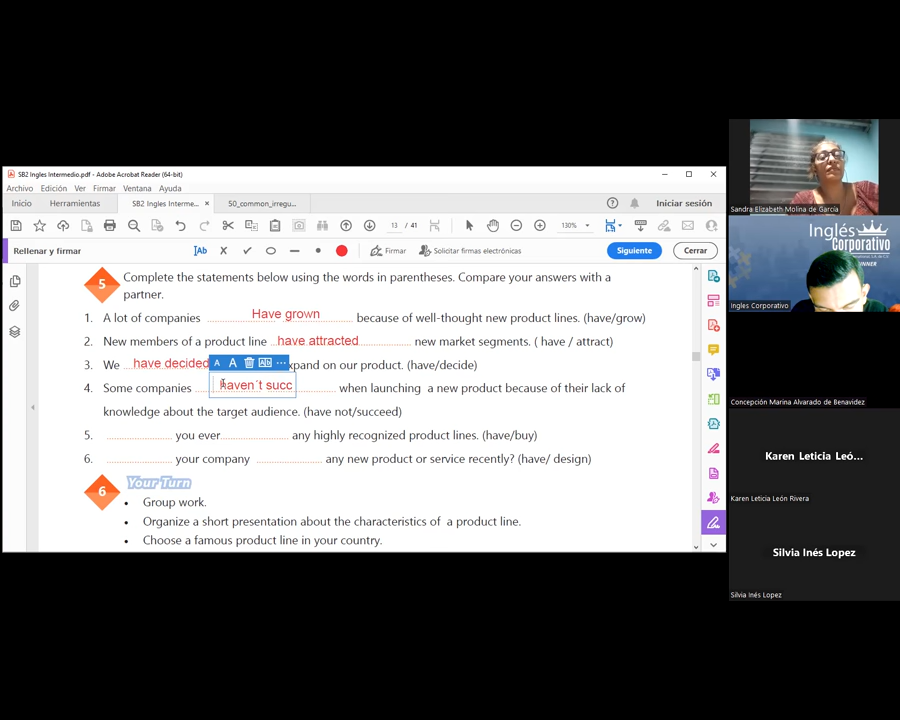 SB2 Ingles Intermedio.pdf - Adobe Acrobat Reader (64-bit)
Archivo Edición Ver Firmar Ventana Ayuda
Inicio Herramientas SB2 Ingles Interme... × 50_common_irregu... Iniciar sesión
13 / 41 130%
Rellenar y firmar Ab Firmar Solicitar firmas electrónicas Siguiente Cerrar
5 Complete the statements below using the words in parentheses. Compare your answers with a
partner.
1. A lot of companies Have grown because of well-thought new product lines. (have/grow)
2. New members of a product line have attracted new market segments. ( have / attract)
3. We have decided xpand on our product. (have/decide)
A A Ab ...
4. Some companies haven´t succ when launching a new product because of their lack of
knowledge about the target audience. (have not/succeed)
5. you ever any highly recognized product lines. (have/buy)
6. your company any new product or service recently? (have/ design)
6 Your Turn
• Group work.
• Organize a short presentation about the characteristics of a product line.
• Choose a famous product line in your country.
Sandra Elizabeth Molina de Garcia
Inglés
Corporativo
Ingles Corporativo
Concepción Marina Alvarado de Benavidez
Karen Leticia Leó...
Karen Leticia León Rivera
Silvia Inés Lopez
Silvia Inés Lopez